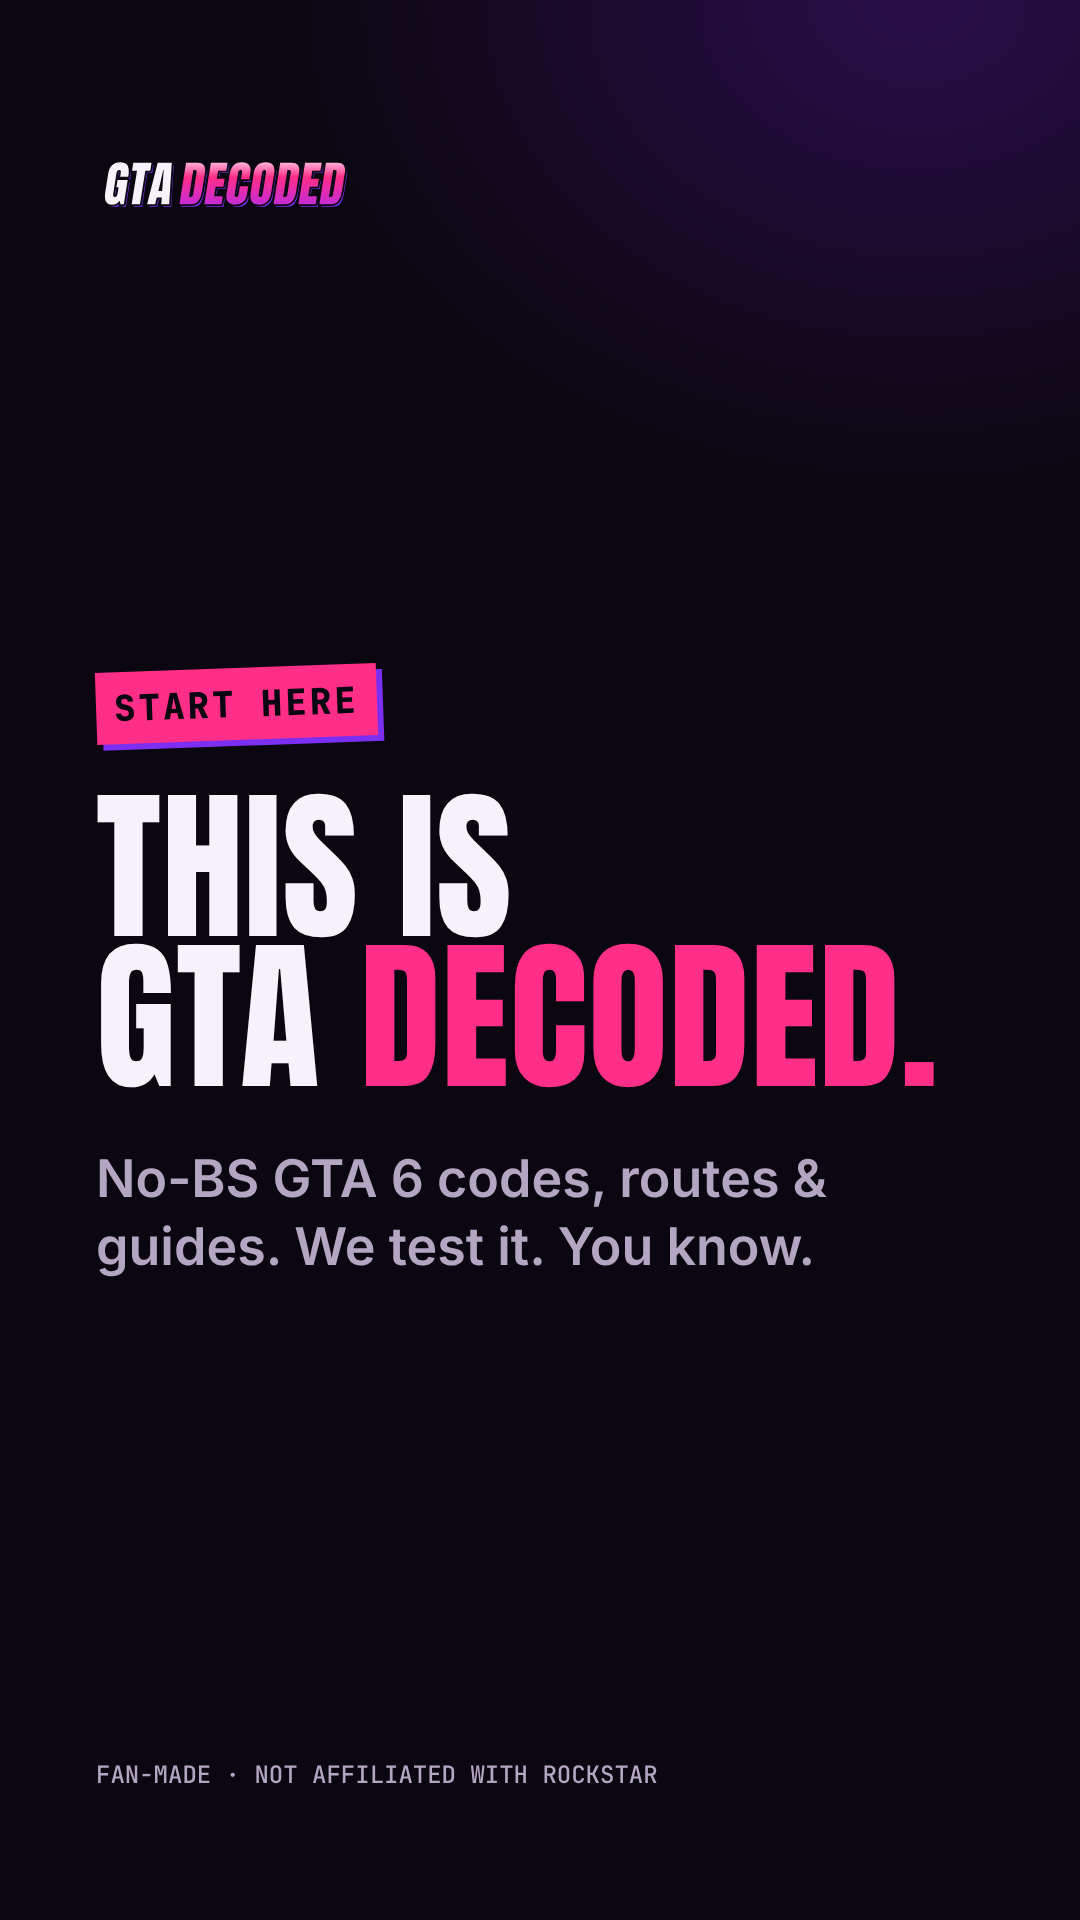 GTA DECODED
START HERE
THIS IS
GTA DECODED.
No-BS GTA 6 codes, routes &
guides. We test it. You know.
FAN-MADE · NOT AFFILIATED WITH ROCKSTAR